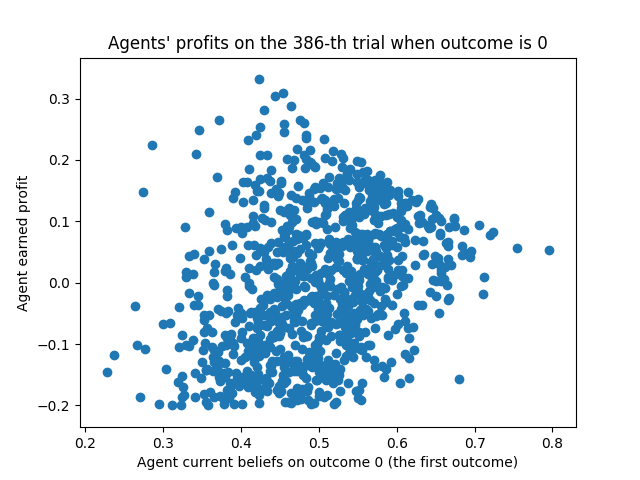 Agents' profits on the 386-th trial when outcome is 0
Agent earned profit
0.3
0.2
0.1
0.0
−0.1
−0.2
0.2 0.3 0.4 0.5 0.6 0.7 0.8
Agent current beliefs on outcome 0 (the first outcome)